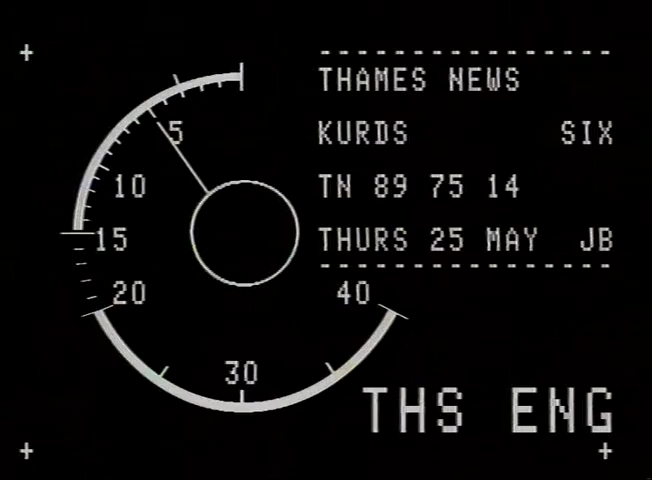 THAMES NEWS
KURDS SIX
TN 89 75 14
THURS 25 MAY JB
5
10
15
20
30
40
THS ENG